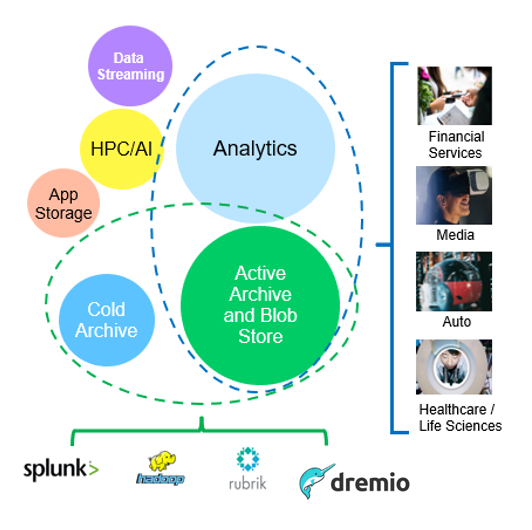 Data
Streaming
HPC/AI
Analytics
App
Storage
Active
Archive
and Blob
Store
Cold
Archive
Financial
Services
Media
Auto
Healthcare /
Life Sciences
splunk>
hadoop
rubrik
dremio